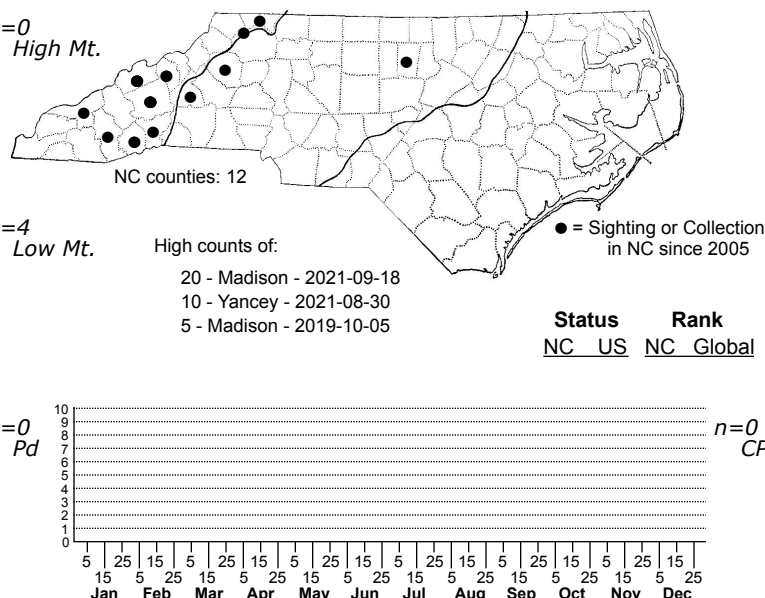 =0
High Mt.
NC counties: 12
=4
Low Mt.
High counts of:
20 - Madison - 2021-09-18
10 - Yancey - 2021-08-30
5 - Madison - 2019-10-05
● = Sighting or Collection
in NC since 2005
Status Rank
NC US NC Global
=0
Pd
n=0
CP
10
9
8
7
6
5
4
3
2
1
0
5 25 15 5 25 15 5 25 15 5 25 15 5 25 15 5 25 15
15 5 25 15 5 25 15 5 25 15 5 25 15 5 25 15 5 25
Jan Feb Mar Apr May Jun Jul Aug Sep Oct Nov Dec